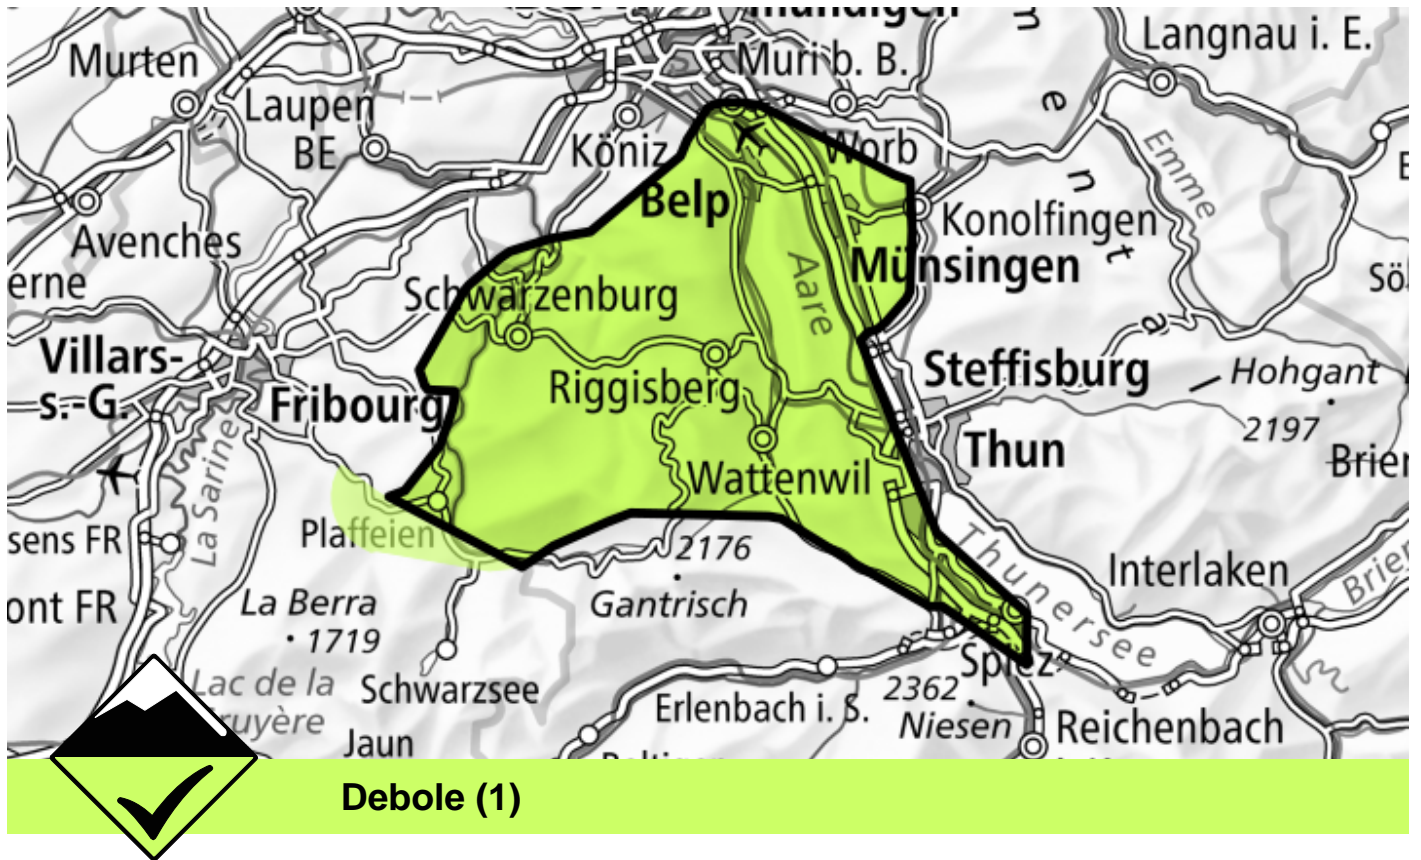 Langnau i. E.
Murten
Muri b. B.
Laupen
BE
Köniz
Worb
Emme
Belp
Konolfingen
Avenches
erne
Aare
Münsingen
Schwarzenburg
Villars-
s.-G.
Fribourg
Riggisberg
Steffisburg
Hohgant
2197
Thun
Brier
La Sarine
Wattenwil
Plaffeien
sens FR
2176
Gantrisch
Thunersee
Interlaken
Brier
ont FR
La Berra
1719
Lac de la
Schwarzsee
Spiez
2362
Niesen
Erlenbach i. S.
Reichenbach
Jaun
Debole (1)